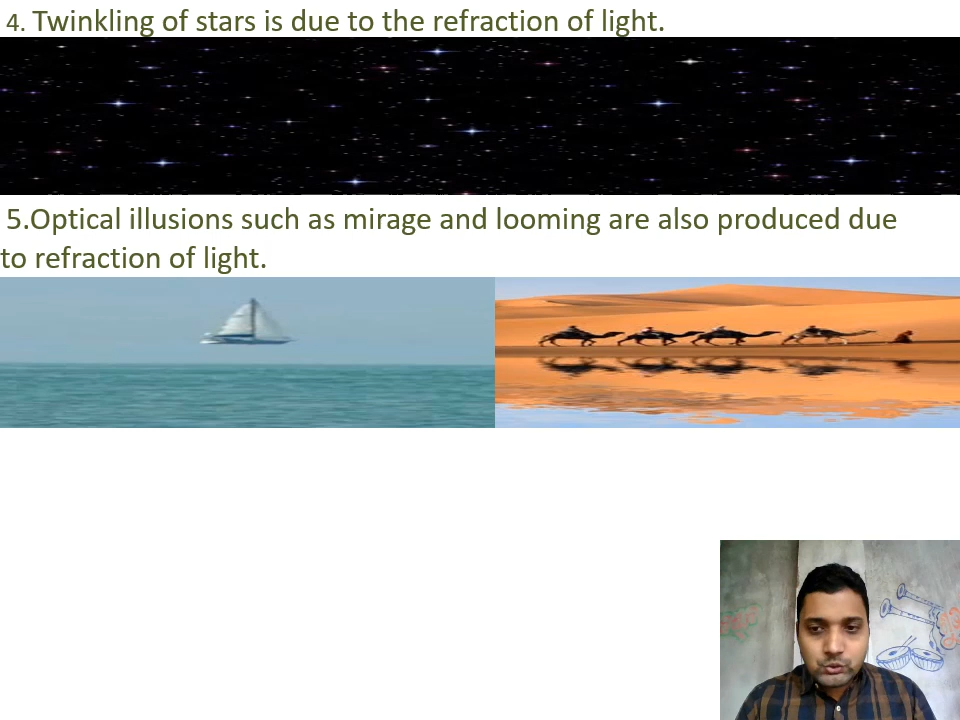 4. Twinkling of stars is due to the refraction of light.
5.Optical illusions such as mirage and looming are also produced due
to refraction of light.